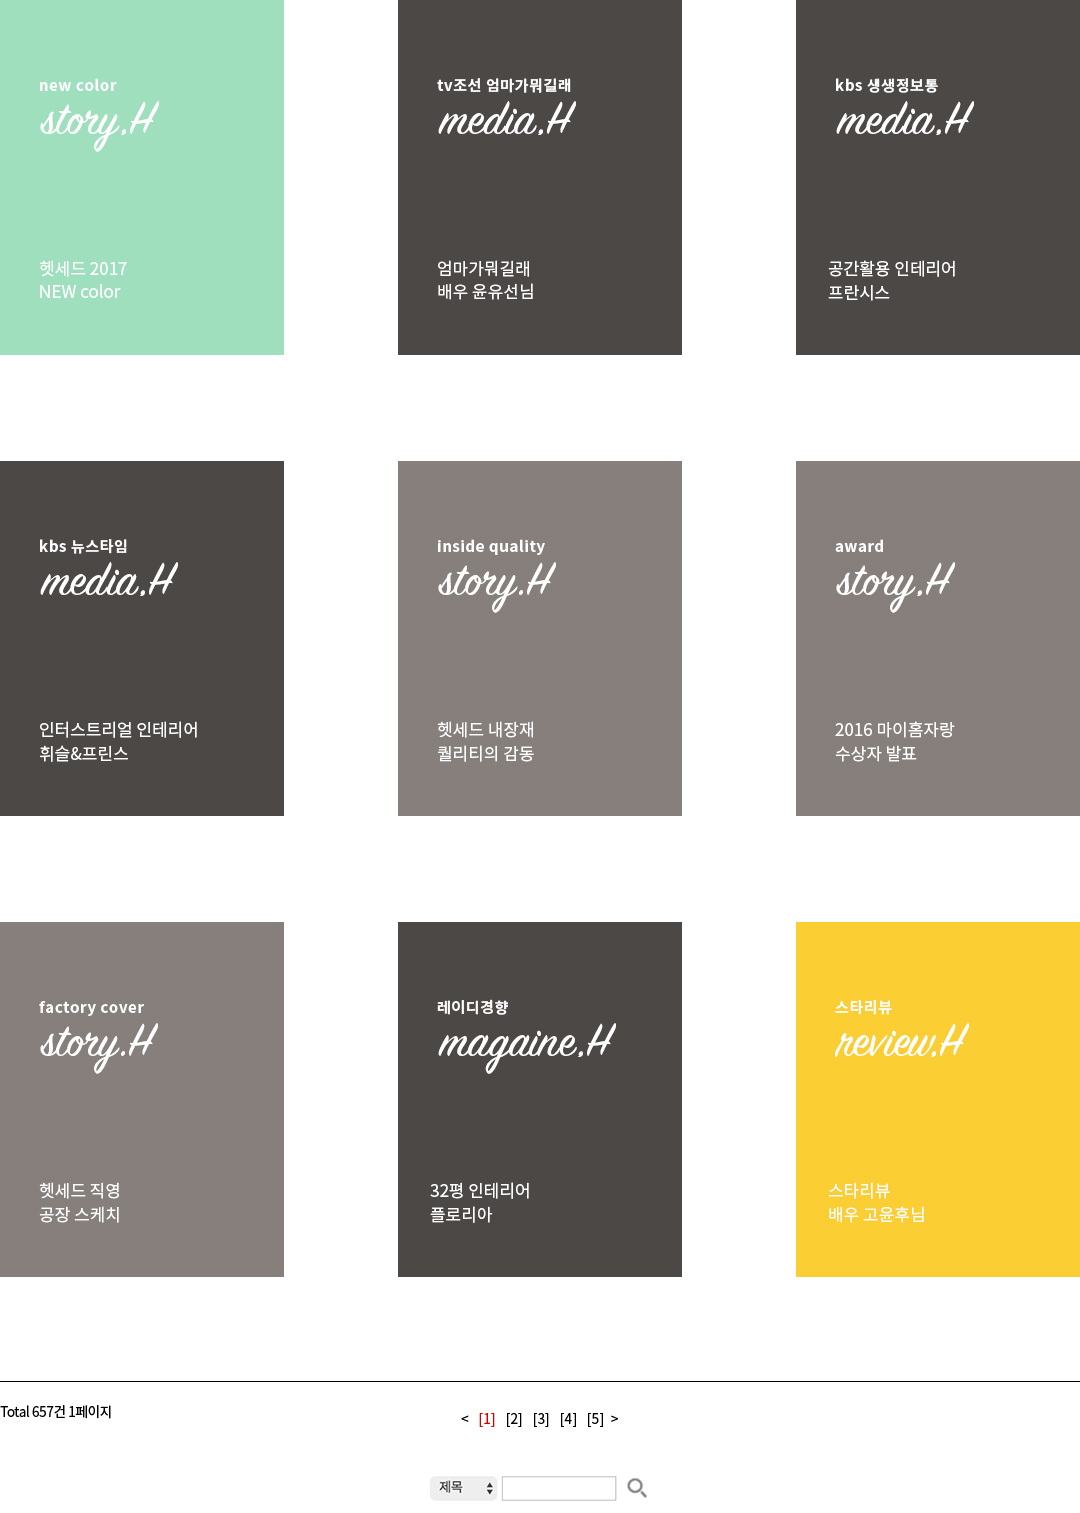 new color
story.H
헷세드 2017
NEW color
tv조선 엄마가뭐길래
media.H
엄마가뭐길래
배우 윤유선님
kbs 생생정보통
media.H
공간활용 인테리어
프란시스
kbs 뉴스타임
media.H
인터스트리얼 인테리어
휘슬&프린스
inside quality
story.H
헷세드 내장재
퀄리티의 감동
award
story.H
2016 마이홈자랑
수상자 발표
factory cover
story.H
헷세드 직영
공장 스케치
레이디경향
magaine.H
32평 인테리어
플로리아
스타리뷰
review.H
스타리뷰
배우 고윤후님
Total 657건 1페이지
< [1] [2] [3] [4] [5] >
제목